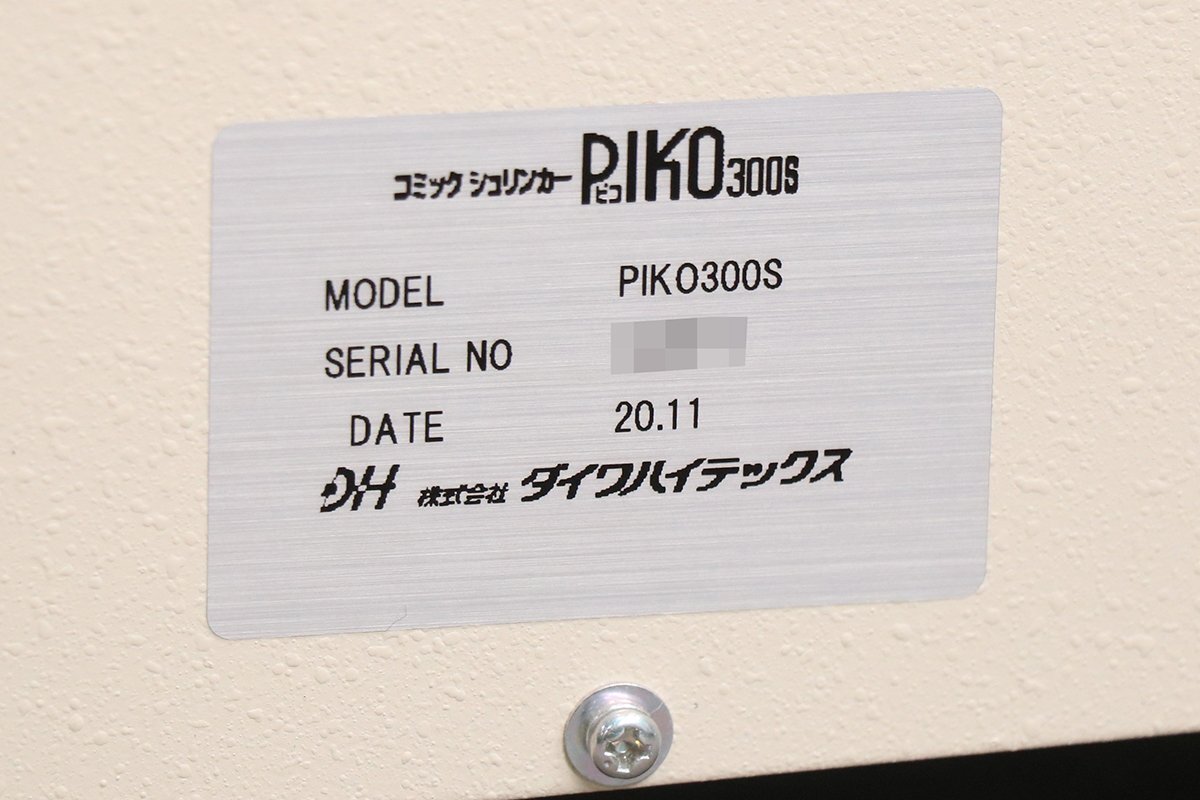 コミック シュリンカー PIKO ピコ 300S
MODEL PIKO300S
SERIAL NO
DATE 20.11
DH 株式会社 ダイワハイテックス